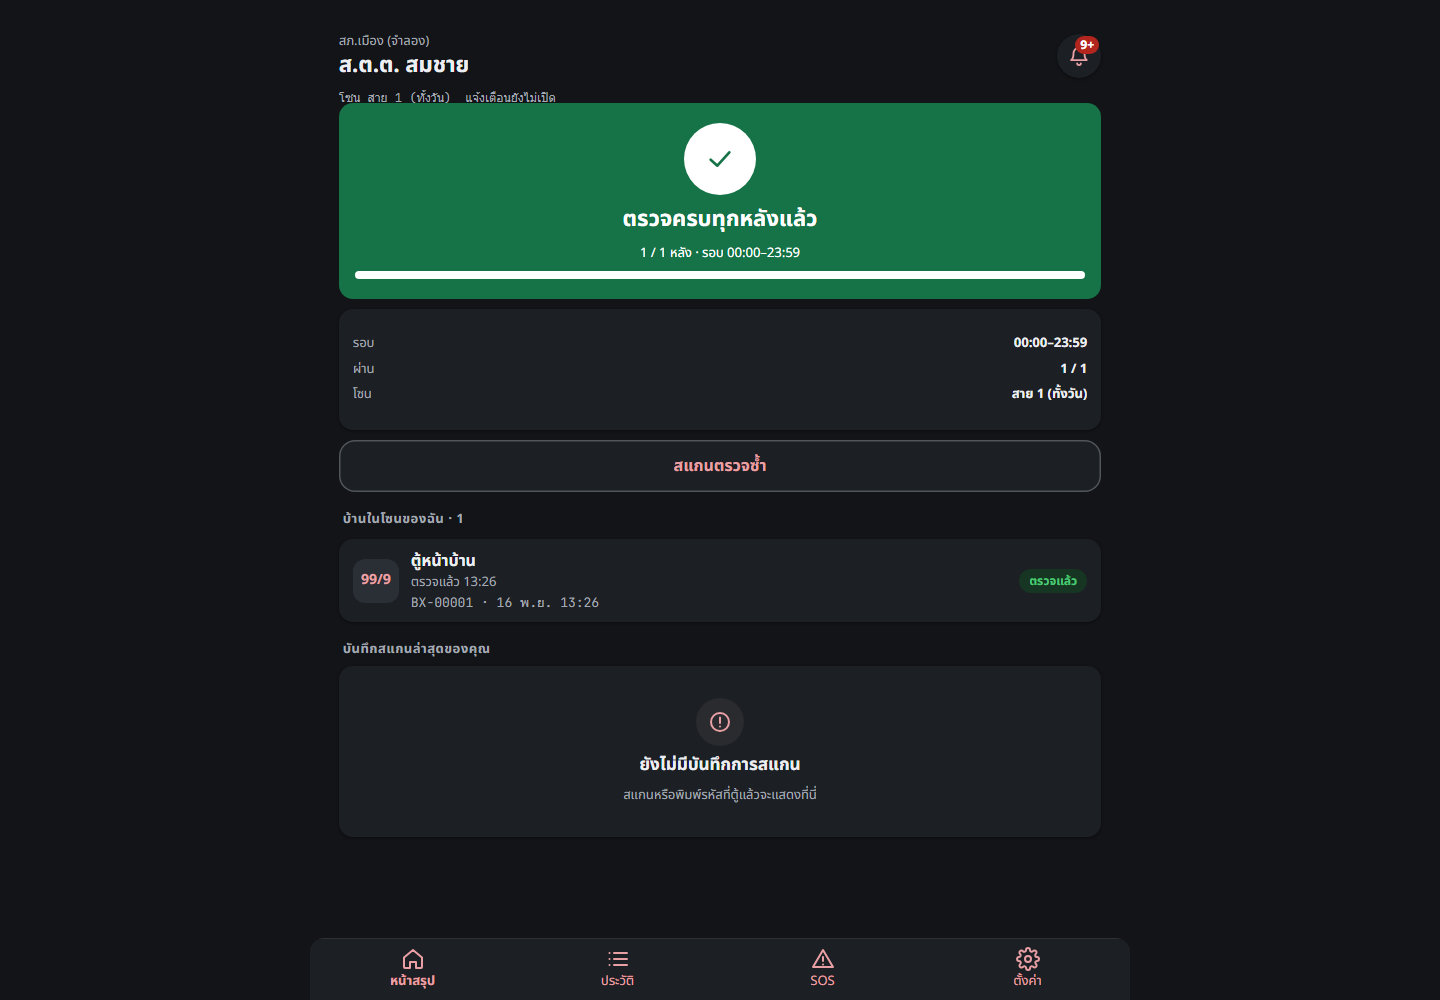 สภ.เมือง (จำลอง)
ส.ต.ต. สมชาย
9+
โซน สาย 1 (ทั้งวัน) แจ้งเตือนยังไม่เปิด
ตรวจครบทุกหลังแล้ว
1 / 1 หลัง · รอบ 00:00–23:59
รอบ 00:00–23:59
ผ่าน 1 / 1
โซน สาย 1 (ทั้งวัน)
สแกนตรวจซ้ำ
บ้านในโซนของฉัน · 1
99/9
ตู้หน้าบ้าน
ตรวจแล้ว 13:26
BX-00001 · 16 พ.ย. 13:26
ตรวจแล้ว
บันทึกสแกนล่าสุดของคุณ
ยังไม่มีบันทึกการสแกน
สแกนหรือพิมพ์รหัสที่ตู้แล้วจะแสดงที่นี่
หน้าสรุป ประวัติ SOS ตั้งค่า